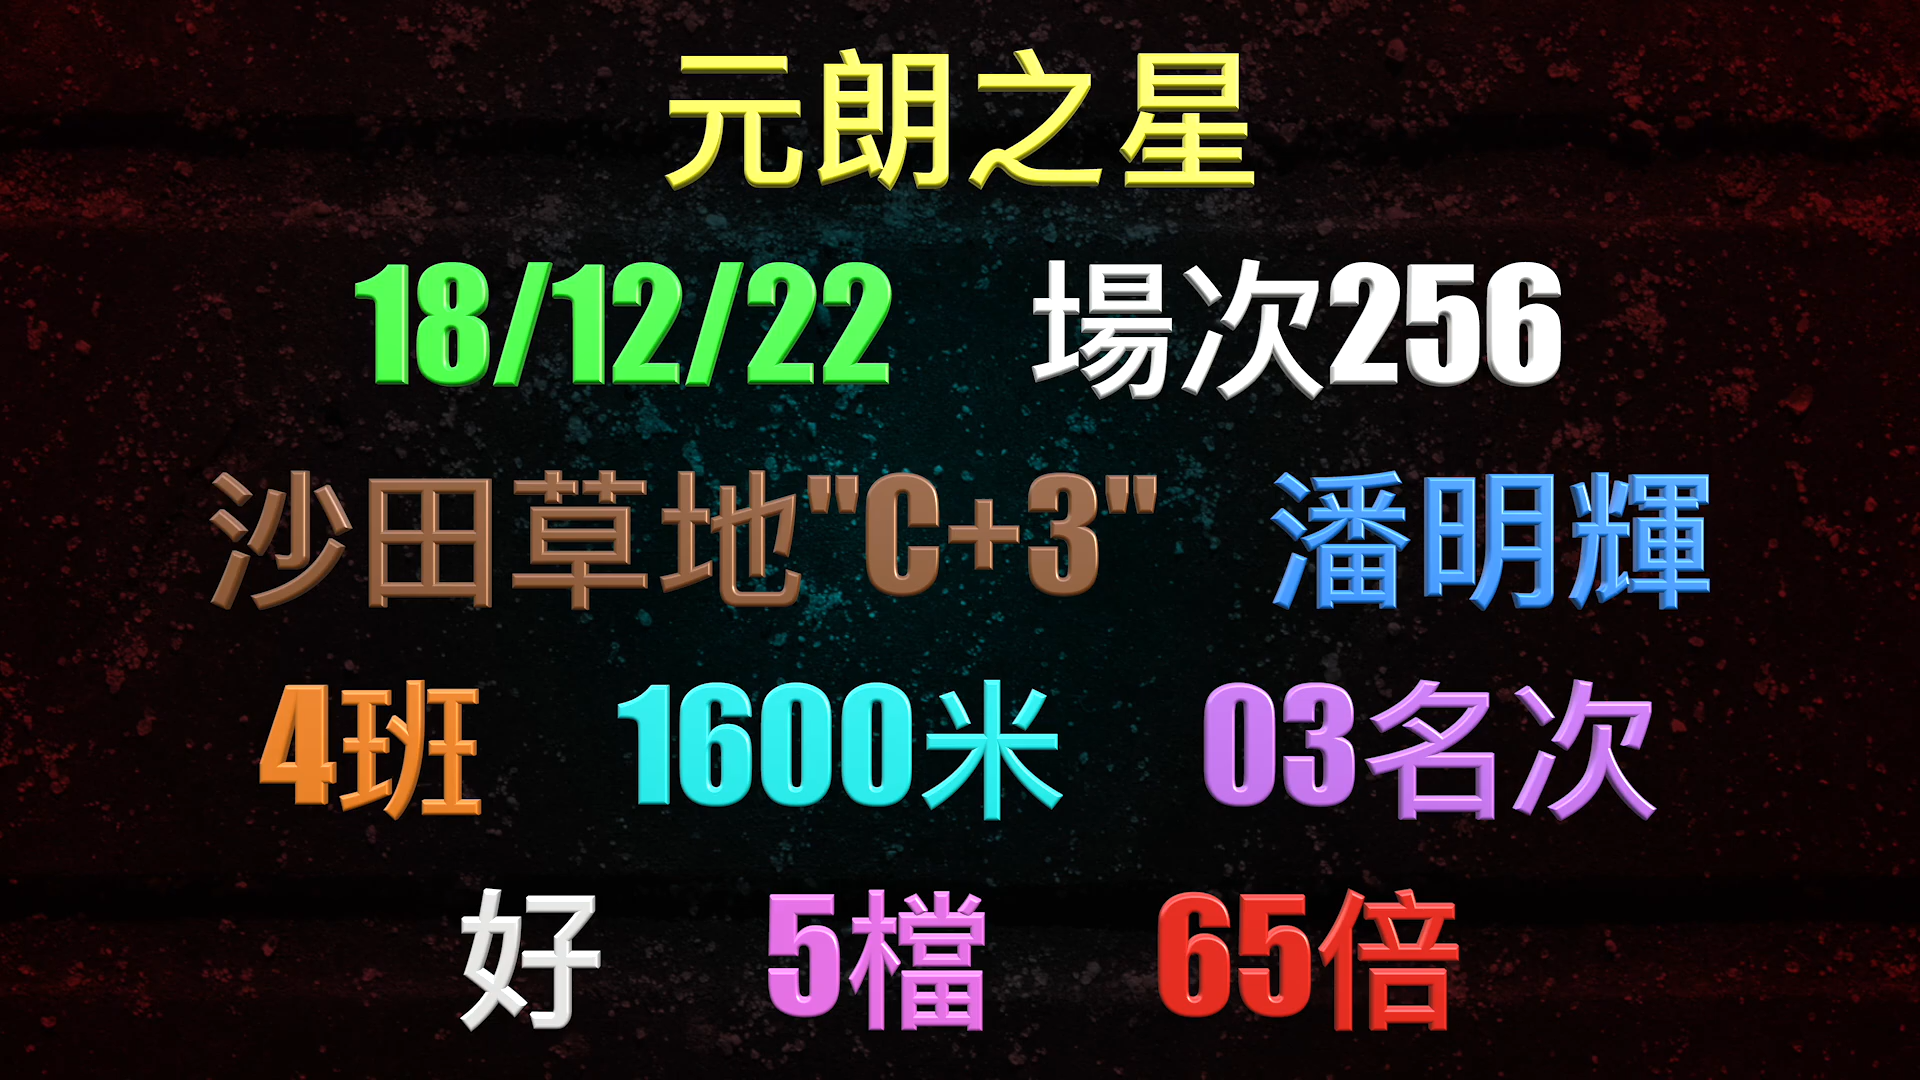 元朗之星
18/12/22 場次256
沙田草地"C+3" 潘明輝
4班 1600米 03名次
好 5檔 65倍